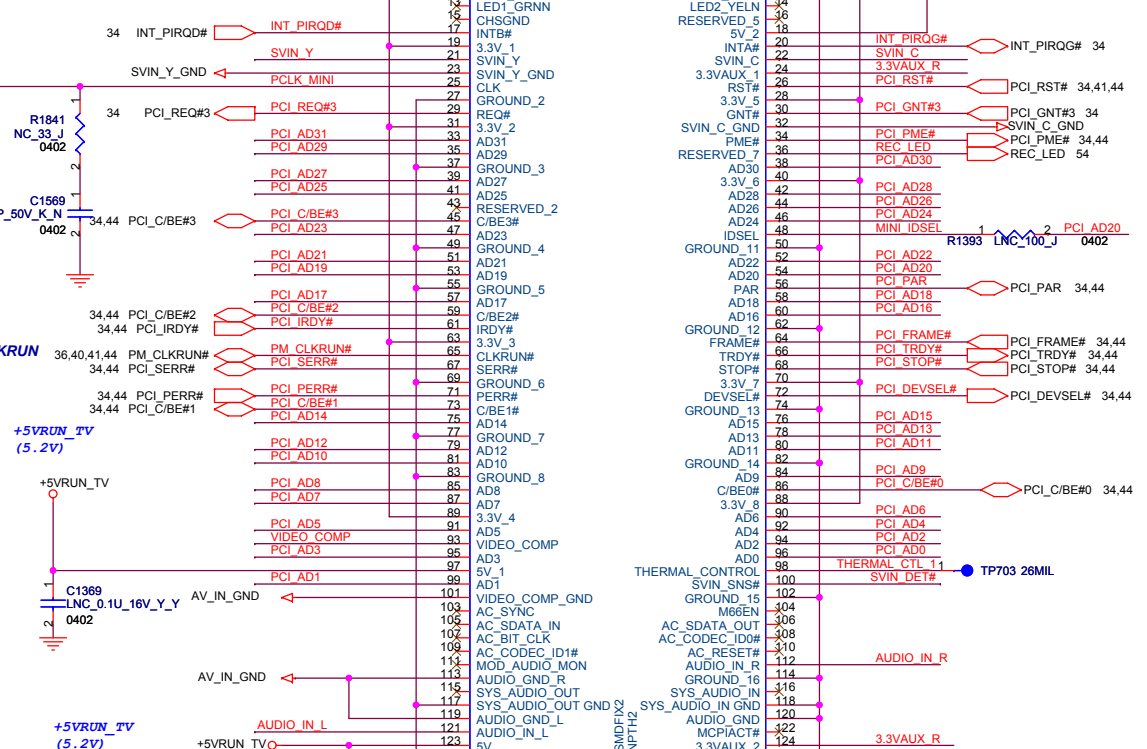 13 LED1_GRNN LED2_YELN 14
15 CHSGND RESERVED_5 16
34 INT_PIRQD# INT_PIRQD# 17 INTB# 5V_2 18
19 3.3V_1 INTA# 20 INT_PIRQG# INT_PIRQG# 34
SVIN_Y 21 SVIN_Y SVIN_C 22 SVIN_C
SVIN_Y_GND 23 SVIN_Y_GND 3.3VAUX_1 24 3.3VAUX_R
PCLK_MINI 25 CLK RST# 26 PCI_RST# PCI_RST# 34,41,44
27 GROUND_2 3.3V_5 28
34 PCI_REQ#3 PCI_REQ#3 29 REQ# GNT# 30 PCI_GNT#3 PCI_GNT#3 34
31 3.3V_2 SVIN_C_GND 32 SVIN_C_GND
PCI_AD31 33 AD31 PME# 34 PCI_PME# PCI_PME# 34,44
PCI_AD29 35 AD29 RESERVED_7 36 REC_LED REC_LED 54
37 GROUND_3 AD30 38 PCI_AD30
PCI_AD27 39 AD27 3.3V_6 40
PCI_AD25 41 AD25 AD28 42 PCI_AD28
43 RESERVED_2 AD26 44 PCI_AD26
34,44 PCI_C/BE#3 PCI_C/BE#3 45 C/BE3# AD24 46 PCI_AD24
PCI_AD23 47 AD23 IDSEL 48 MINI_IDSEL 1 2 PCI_AD20
R1393 LNC_100_J 0402
49 GROUND_4 GROUND_11 50
PCI_AD21 51 AD21 AD22 52 PCI_AD22
PCI_AD19 53 AD19 AD20 54 PCI_AD20
55 GROUND_5 PAR 56 PCI_PAR PCI_PAR 34,44
PCI_AD17 57 AD17 AD18 58 PCI_AD18
34,44 PCI_C/BE#2 PCI_C/BE#2 59 C/BE2# AD16 60 PCI_AD16
34,44 PCI_IRDY# PCI_IRDY# 61 IRDY# GROUND_12 62
63 3.3V_3 FRAME# 64 PCI_FRAME# PCI_FRAME# 34,44
KRUN 36,40,41,44 PM_CLKRUN# PM_CLKRUN# 65 CLKRUN# TRDY# 66 PCI_TRDY# PCI_TRDY# 34,44
34,44 PCI_SERR# PCI_SERR# 67 SERR# STOP# 68 PCI_STOP# PCI_STOP# 34,44
69 GROUND_6 3.3V_7 70
34,44 PCI_PERR# PCI_PERR# 71 PERR# DEVSEL# 72 PCI_DEVSEL# PCI_DEVSEL# 34,44
34,44 PCI_C/BE#1 PCI_C/BE#1 73 C/BE1# GROUND_13 74
PCI_AD14 75 AD14 AD15 76 PCI_AD15
77 GROUND_7 AD13 78 PCI_AD13
PCI_AD12 79 AD12 AD11 80 PCI_AD11
PCI_AD10 81 AD10 GROUND_14 82
83 GROUND_8 AD9 84 PCI_AD9
PCI_AD8 85 AD8 C/BE0# 86 PCI_C/BE#0 PCI_C/BE#0 34,44
PCI_AD7 87 AD7 3.3V_8 88
89 3.3V_4 AD6 90 PCI_AD6
PCI_AD5 91 AD5 AD4 92 PCI_AD4
VIDEO_COMP 93 VIDEO_COMP AD2 94 PCI_AD2
PCI_AD3 95 AD3 AD0 96 PCI_AD0
97 5V_1 THERMAL_CONTROL 98 THERMAL_CTL_1 1 TP703 26MIL
PCI_AD1 99 AD1 SVIN_SNS# 100 SVIN_DET#
AV_IN_GND 101 VIDEO_COMP_GND GROUND_15 102
103 AC_SYNC M66EN 104
105 AC_SDATA_IN AC_SDATA_OUT 106
107 AC_BIT_CLK AC_CODEC_ID0# 108
109 AC_CODEC_ID1# AC_RESET# 110
111 MOD_AUDIO_MON AUDIO_IN_R 112 AUDIO_IN_R
AV_IN_GND 113 AUDIO_GND_R GROUND_16 114
115 SYS_AUDIO_OUT SYS_AUDIO_IN 116
117 SYS_AUDIO_OUT GND SYS_AUDIO_IN GND 118
119 AUDIO_GND_L AUDIO_GND 120
AUDIO_IN_L 121 AUDIO_IN_L MCPIACT# 122
+5VRUN_TV 123 5V 3.3VAUX_2 124 3.3VAUX_R
SMDFIX2
NPTH2
1
R1841
NC_33_J
0402
2
1
C1569
P_50V_K_N
0402
2
+5VRUN_TV
(5.2V)
+5VRUN_TV
1
C1369
LNC_0.1U_16V_Y_Y
0402
2
+5VRUN_TV
(5.2V)